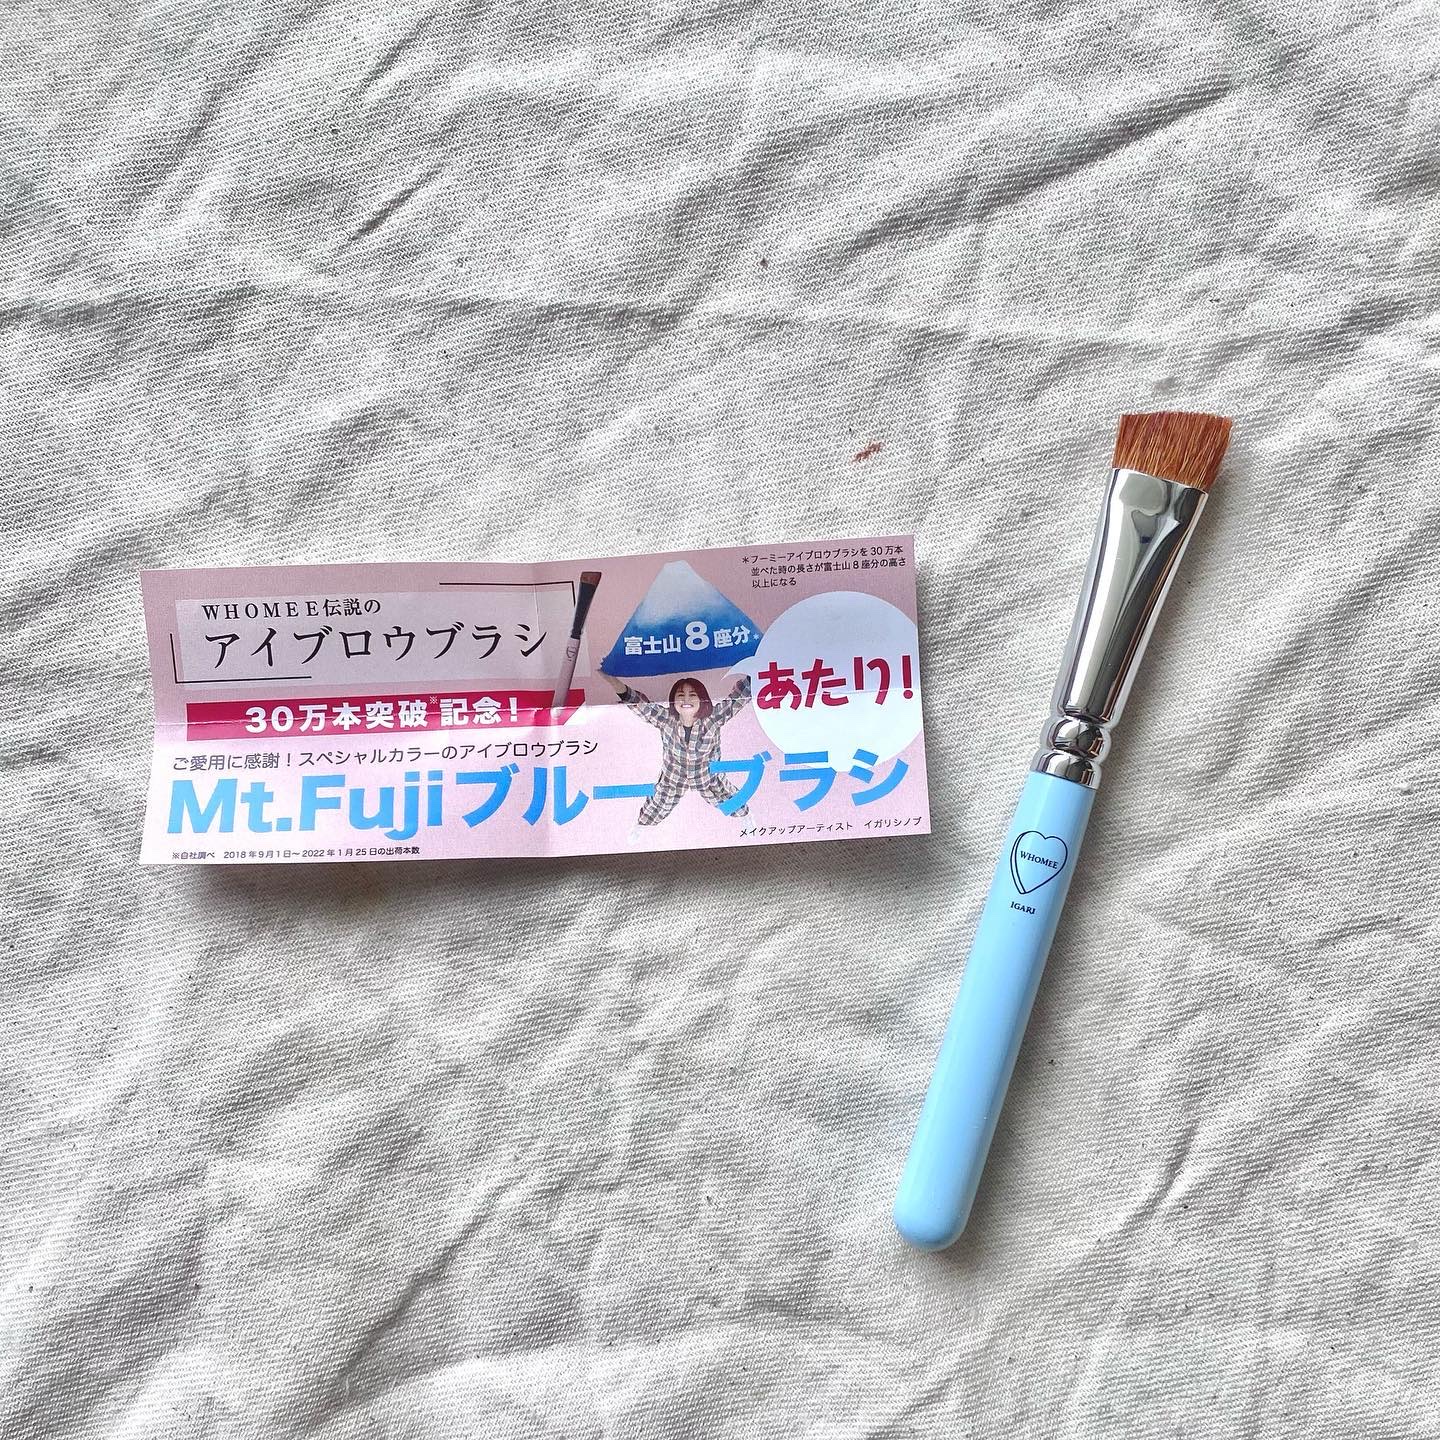 WHOMEE伝説の
アイブロウブラシ
30万本突破※記念!
ご愛用に感謝!スペシャルカラーのアイブロウブラシ
Mt.Fujiブルーブラシ
※自社調べ 2018年9月1日〜2022年1月25日の出荷本数
*フーミーアイブロウブラシを30万本
並べた時の長さが富士山8座分の高さ
以上になる
富士山8座分*
あたり!
メイクアップアーティスト イガリシノブ
WHOMEE
IGARI